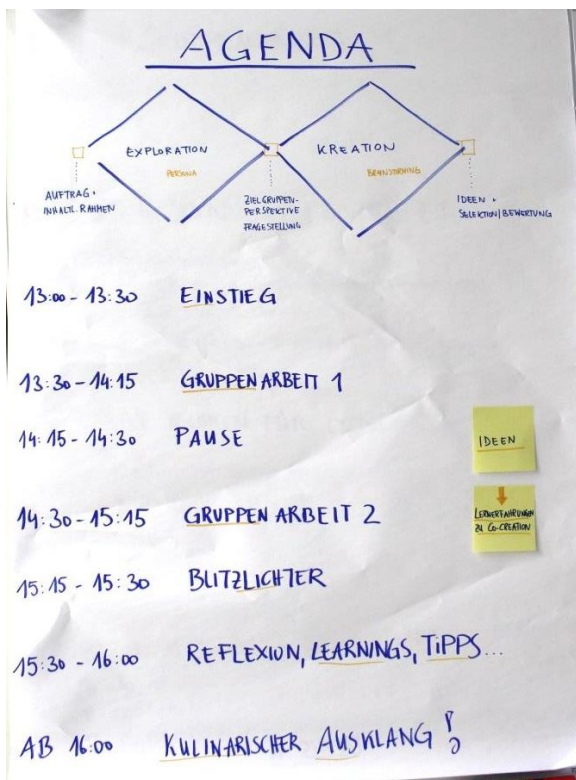 AGENDA
EXPLORATION
PERSONA
KREATION
BRAINSTORMING
AUFTRAG +
INHALTL. RAHMEN
ZIELGRUPPEN-
PERSPEKTIVE
FRAGESTELLUNG
IDEEN +
SELEKTION/BEWERTUNG
13:00 - 13:30 EINSTIEG
13:30 - 14:15 GRUPPENARBEIT 1
14:15 - 14:30 PAUSE
IDEEN
14:30 - 15:15 GRUPPENARBEIT 2
LERNERFAHRUNGEN
ZU CO-CREATION
15:15 - 15:30 BLITZLICHTER
15:30 - 16:00 REFLEXION, LEARNINGS, TIPPS...
AB 16:00 KULINARISCHER AUSKLANG !